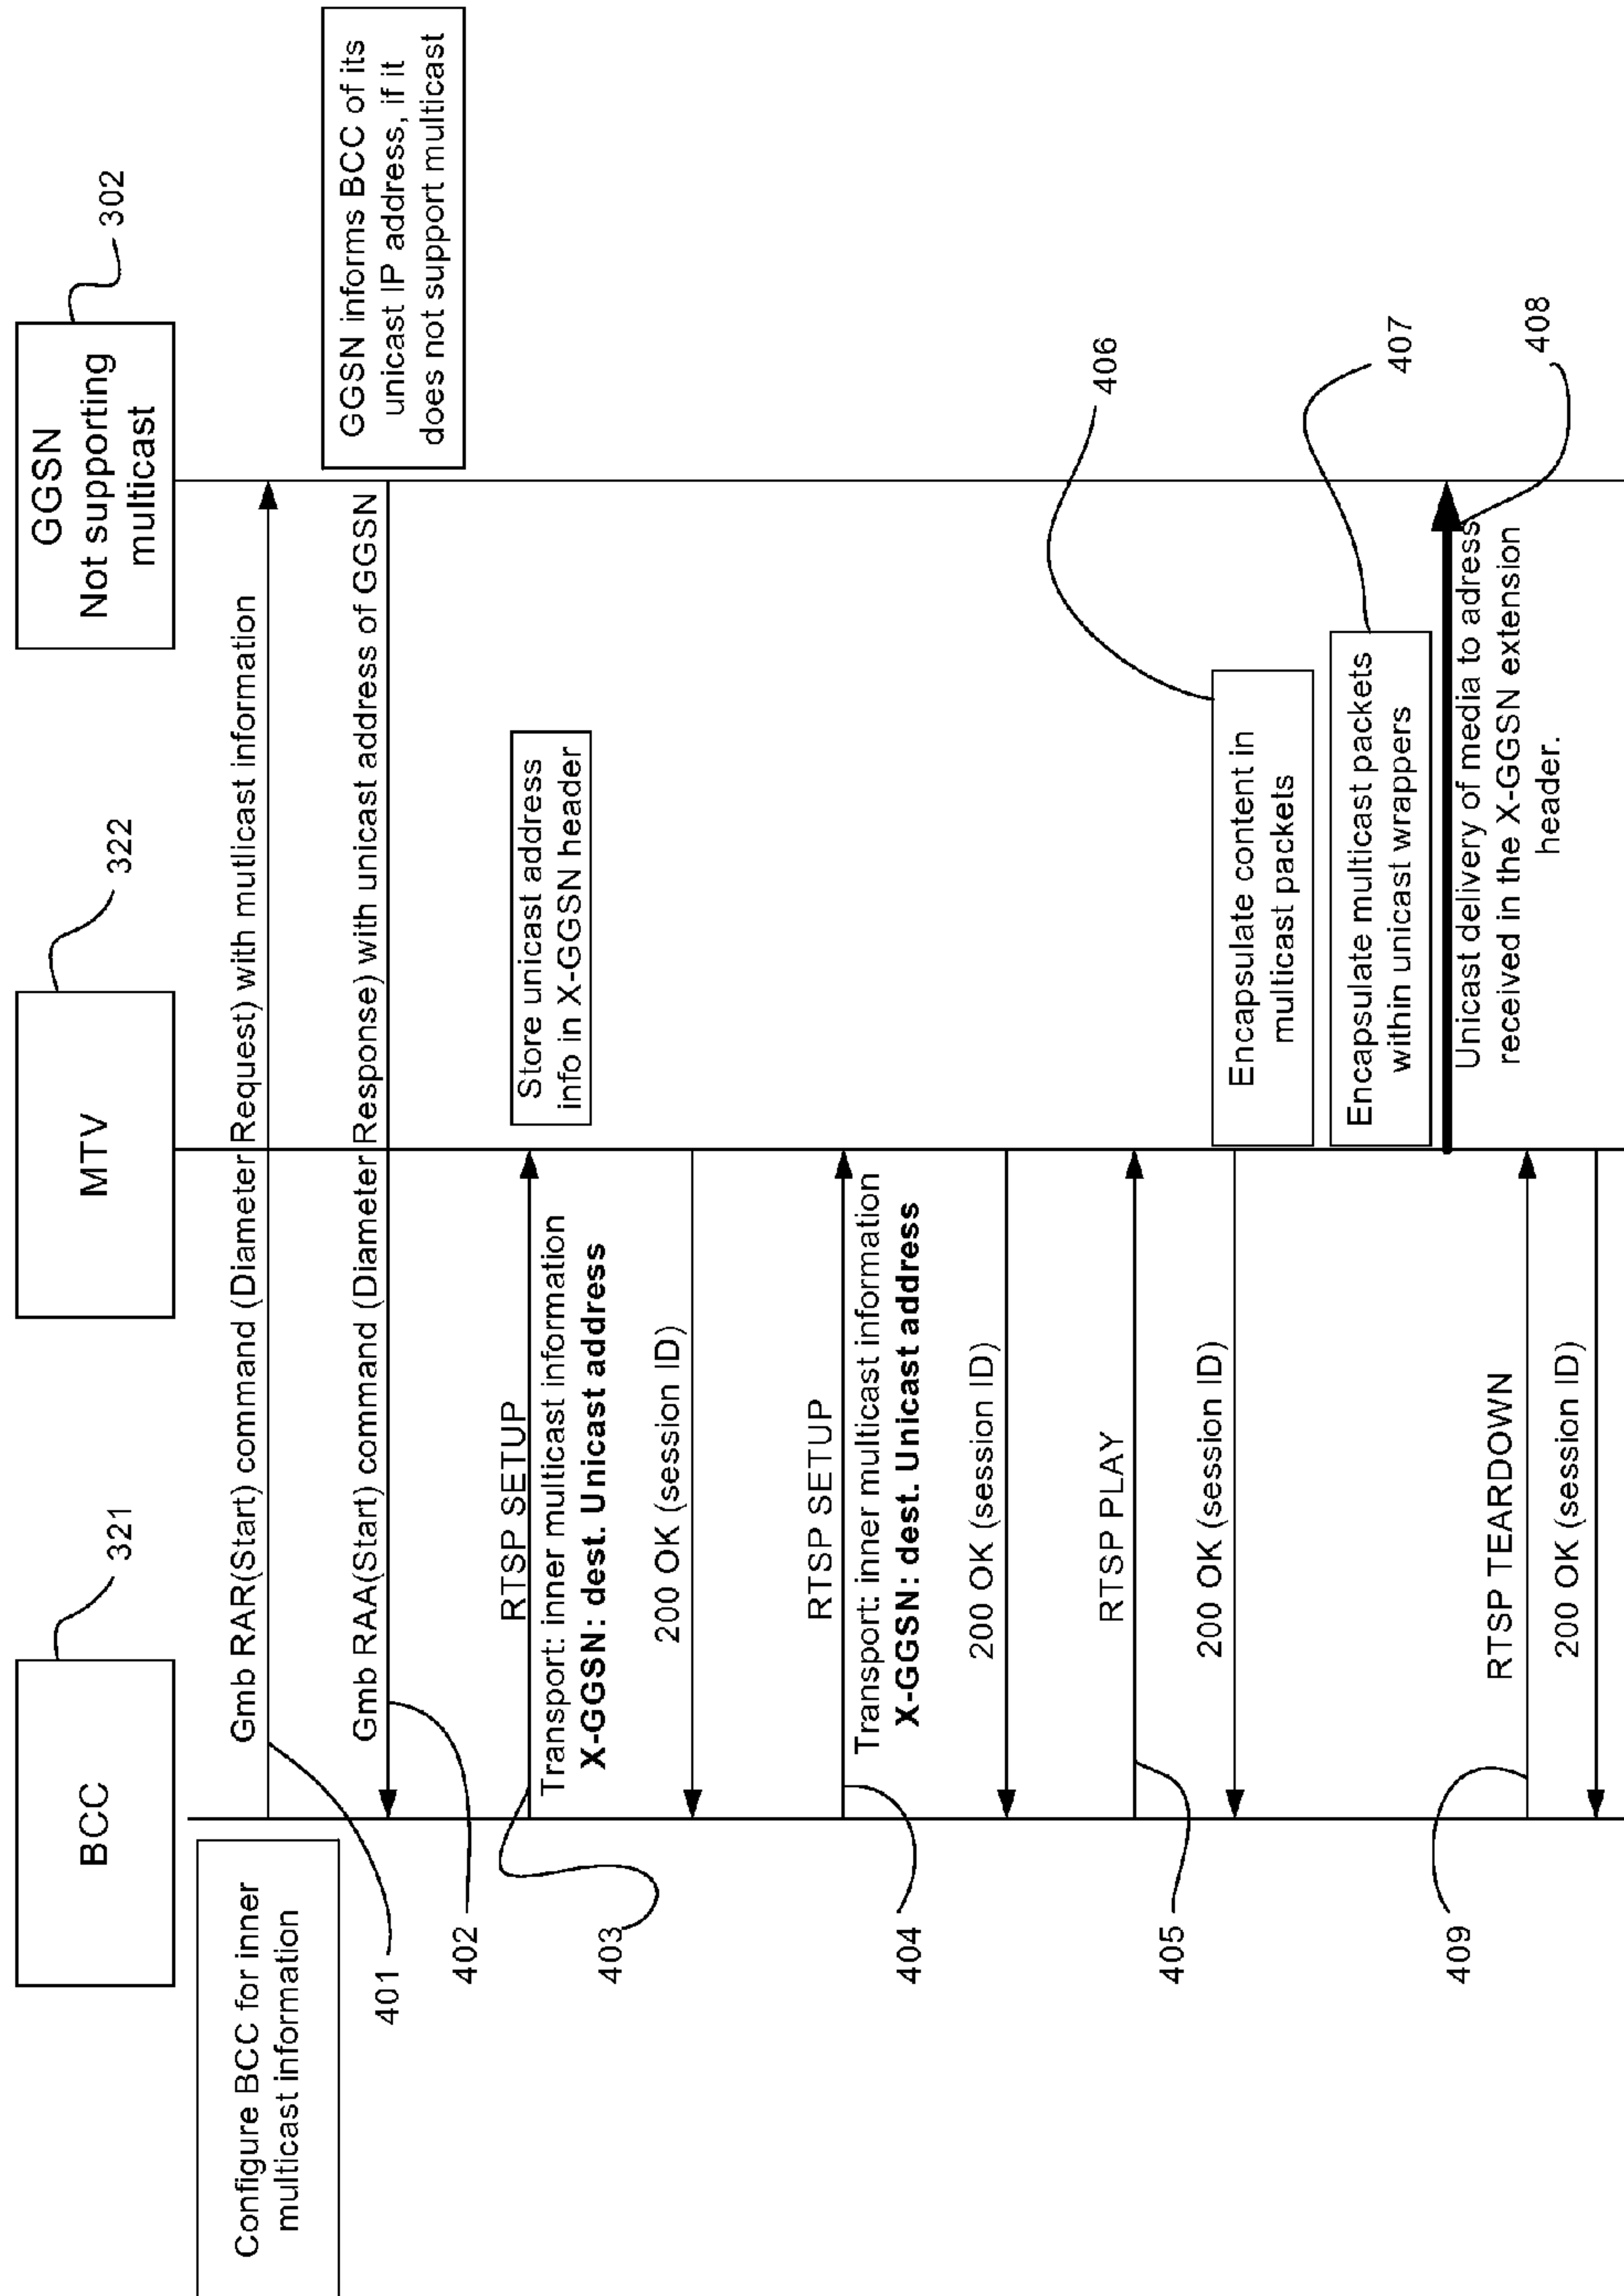 BCC
321
MTV
322
GGSN
Not supporting
multicast
302
Configure BCC for inner
multicast information
Gmb RAR(Start) command (Diameter Request) with mutlicast information
401
Gmb RAA(Start) command (Diameter Response) with unicast address of GGSN
402
GGSN informs BCC of its
unicast IP address, if it
does not support multicast
RTSP SETUP
Transport: inner multicast information
X-GGSN: dest. Unicast address
403
Store unicast address
info in X-GGSN header
200 OK (session ID)
RTSP SETUP
Transport: inner multicast information
X-GGSN: dest. Unicast address
404
200 OK (session ID)
RTSP PLAY
405
200 OK (session ID)
Encapsulate content in
multicast packets
406
Encapsulate multicast packets
within unicast wrappers
407
Unicast delivery of media to adress
received in the X-GGSN extension
header.
408
RTSP TEARDOWN
409
200 OK (session ID)